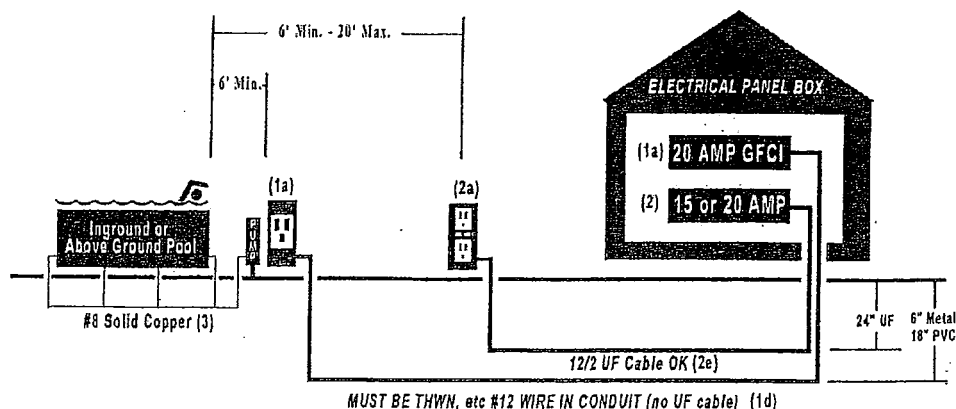 6' Min. - 20' Max.
6' Min.
ELECTRICAL PANEL BOX
(1a) 20 AMP GFCI
(2) 15 or 20 AMP
(1a)
(2a)
PUMP
Inground or
Above Ground Pool
#8 Solid Copper (3)
24" UF
6" Metal
18" PVC
12/2 UF Cable OK (2e)
MUST BE THWN, etc #12 WIRE IN CONDUIT (no UF cable) (1d)